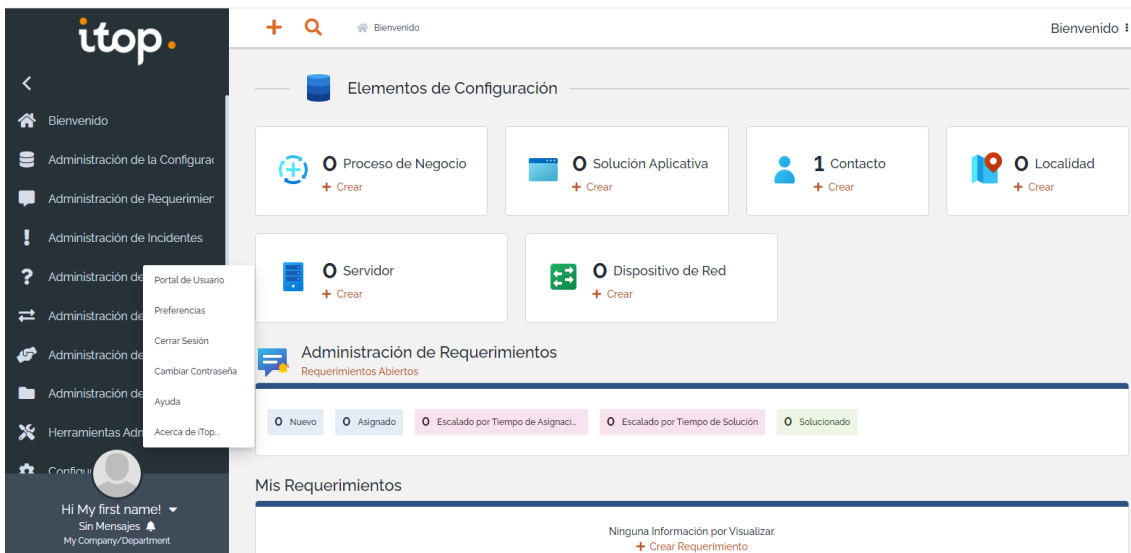 itop
Bienvenido
Bienvenido
Bienvenido
Administración de la Configurac
Administración de Requerimien
Administración de Incidentes
Administración de
Administración de
Administración de
Administración de
Herramientas Adn
Configu
Portal de Usuario
Preferencias
Cerrar Sesión
Cambiar Contraseña
Ayuda
Acerca de iTop...
Hi My first name!
Sin Mensajes
My Company/Department
Elementos de Configuración
0 Proceso de Negocio
+ Crear
0 Solución Aplicativa
+ Crear
1 Contacto
+ Crear
0 Localidad
+ Crear
0 Servidor
+ Crear
0 Dispositivo de Red
+ Crear
Administración de Requerimientos
Requerimientos Abiertos
0 Nuevo
0 Asignado
0 Escalado por Tiempo de Asignaci...
0 Escalado por Tiempo de Solución
0 Solucionado
Mis Requerimientos
Ninguna Información por Visualizar.
+ Crear Requerimiento